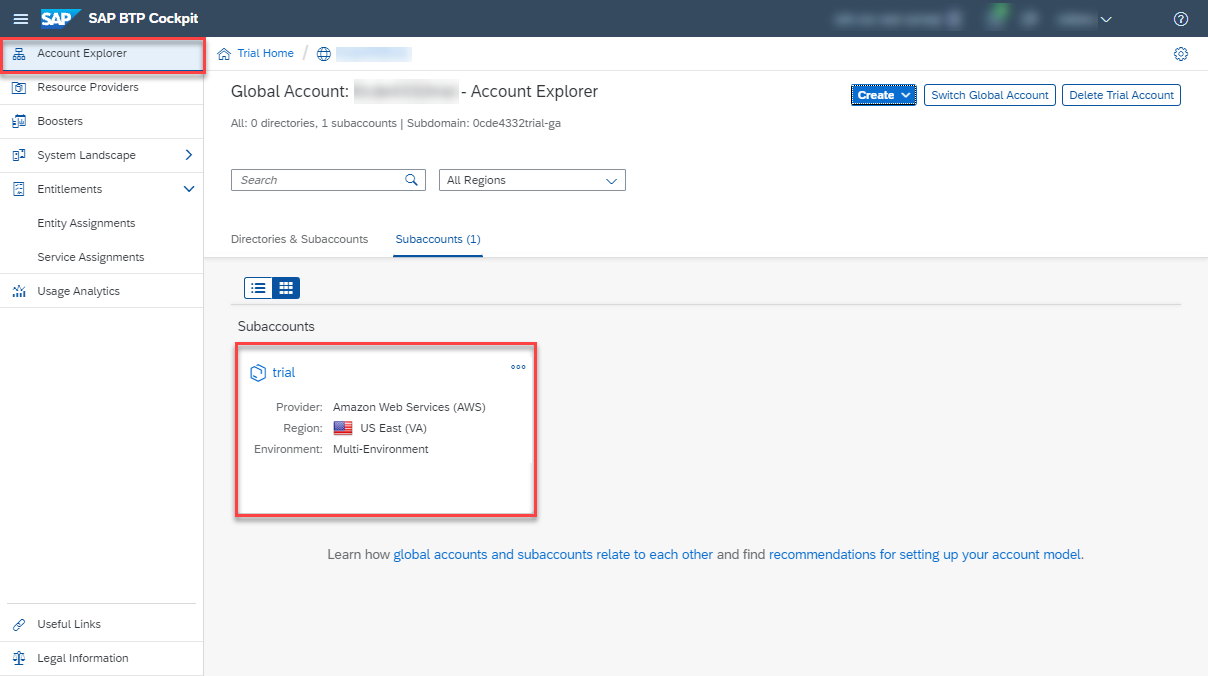 SAP SAP BTP Cockpit
Account Explorer
Resource Providers
Boosters
System Landscape
Entitlements
Entity Assignments
Service Assignments
Usage Analytics
Useful Links
Legal Information
Trial Home /
Global Account: - Account Explorer
Create
Switch Global Account
Delete Trial Account
All: 0 directories, 1 subaccounts | Subdomain: 0cde4332trial-ga
Search
All Regions
Directories & Subaccounts
Subaccounts (1)
Subaccounts
trial
Provider: Amazon Web Services (AWS)
Region: US East (VA)
Environment: Multi-Environment
Learn how global accounts and subaccounts relate to each other and find recommendations for setting up your account model.